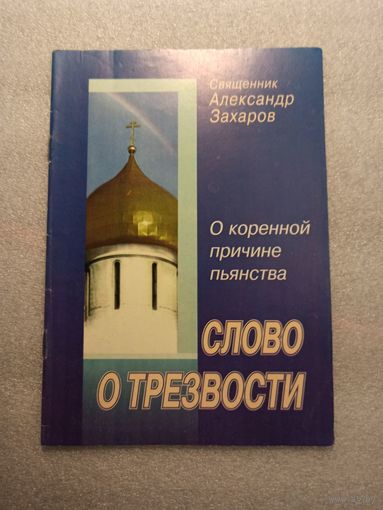 Священник
Александр
Захаров
О коренной
причине
пьянства
СЛОВО
О ТРЕЗВОСТИ